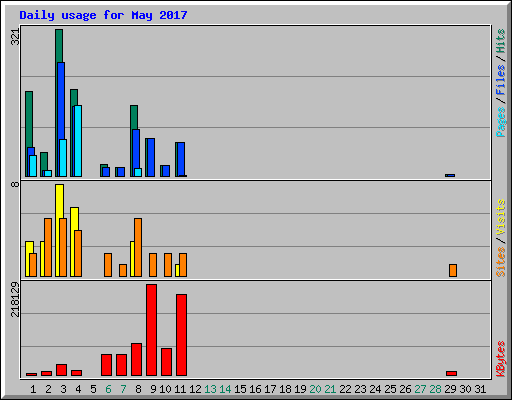 Daily usage for May 2017
321
Pages / Files / Hits
8
Sites / Visits
218129
KBytes
1 2 3 4 5 6 7 8 9 10 11 12 13 14 15 16 17 18 19 20 21 22 23 24 25 26 27 28 29 30 31